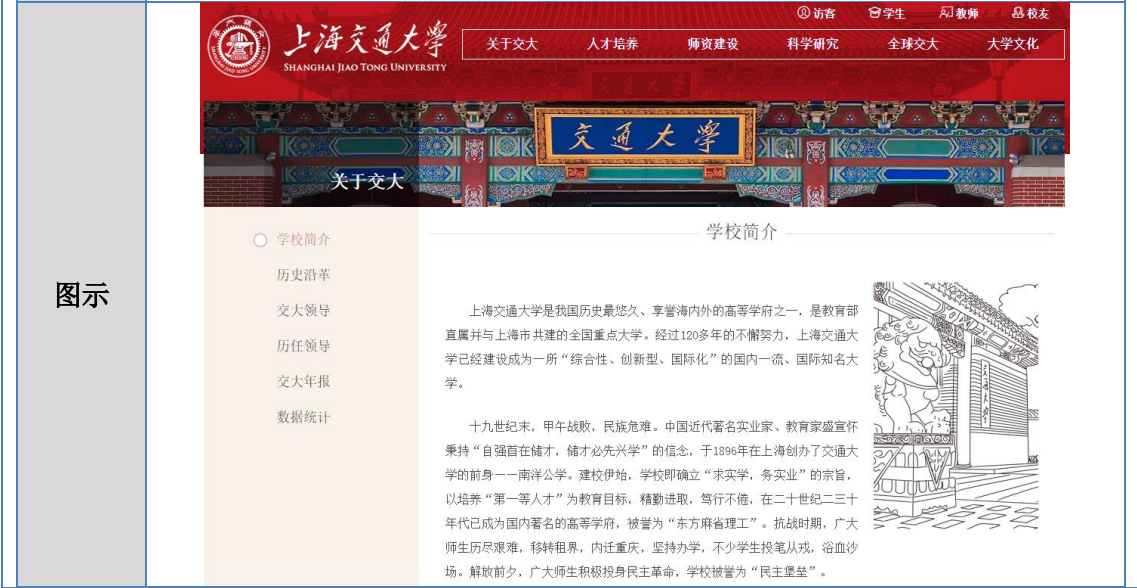 图示
上海交通大学
SHANGHAI JIAO TONG UNIVERSITY
访客 学生 教师 校友
关于交大 人才培养 师资建设 科学研究 全球交大 大学文化
交通大學
关于交大
学校简介
历史沿革
交大领导
历任领导
交大年报
数据统计
学校简介
上海交通大学是我国历史最悠久、享誉海内外的高等学府之一，是教育部
直属并与上海市共建的全国重点大学。经过120多年的不懈努力，上海交通大
学已经建设成为一所“综合性、创新型、国际化”的国内一流、国际知名大
学。
十九世纪末，甲午战败，民族危难。中国近代著名实业家、教育家盛宣怀
秉持“自强首在储才，储才必先兴学”的信念，于1896年在上海创办了交通大
学的前身——南洋公学。建校伊始，学校即确立“求实学，务实业”的宗旨，
以培养“第一等人才”为教育目标，精勤进取，笃行不倦，在二十世纪二三十
年代已成为国内著名的高等学府，被誉为“东方麻省理工”。抗战时期，广大
师生历尽艰难，移转租界，内迁重庆，坚持办学，不少学生投笔从戎，浴血沙
场。解放前夕，广大师生积极投身民主革命，学校被誉为“民主堡垒”。